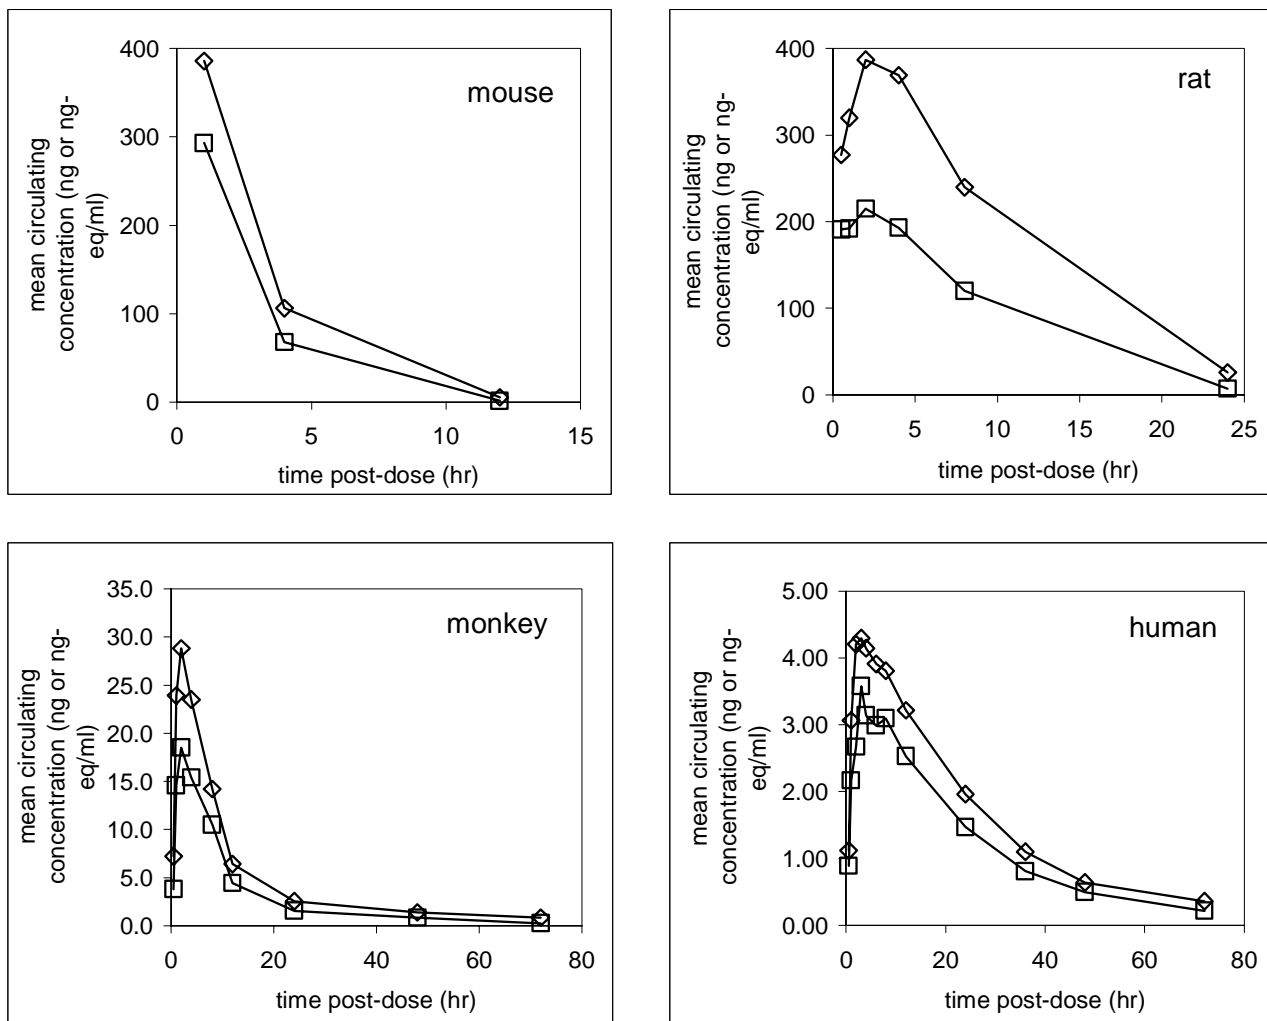 mouse
mean circulating
concentration (ng or ng-
eq/ml)
400
300
200
100
0
0 5 10 15
time post-dose (hr)
rat
mean circulating
concentration (ng or ng-
eq/ml)
400
300
200
100
0
0 5 10 15 20 25
time post-dose (hr)
monkey
mean circulating
concentration (ng or ng-
eq/ml)
35.0
30.0
25.0
20.0
15.0
10.0
5.0
0.0
0 20 40 60 80
time post-dose (hr)
human
mean circulating
concentration (ng or ng-
eq/ml)
5.00
4.00
3.00
2.00
1.00
0.00
0 20 40 60 80
time post-dose (hr)